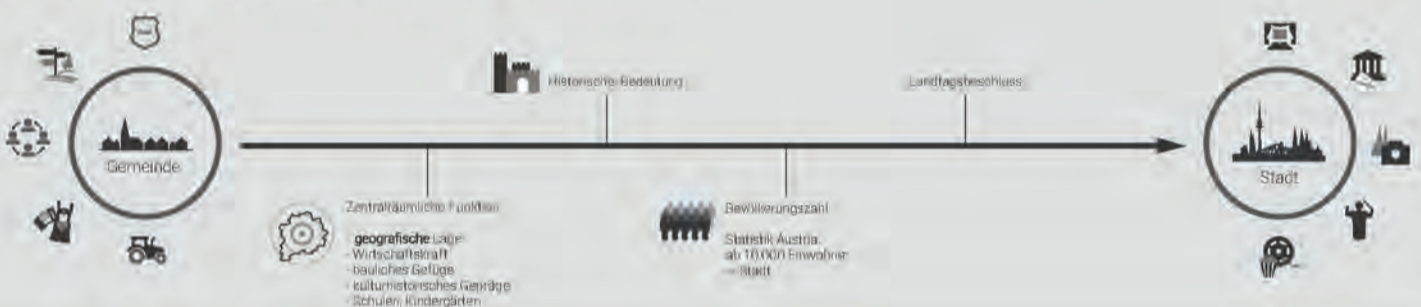 Gemeinde
Zentralräumliche Funktion
geografische Lage
- Wirtschaftskraft
- bauliches Gefüge
- kulturhistorisches Gepräge
- Schulen, Kindergärten
Historische Bedeutung
Bevölkerungszahl
Statistik Austria:
ab 10.000 Einwohner
Stadt
Landtagsbeschluss
Stadt